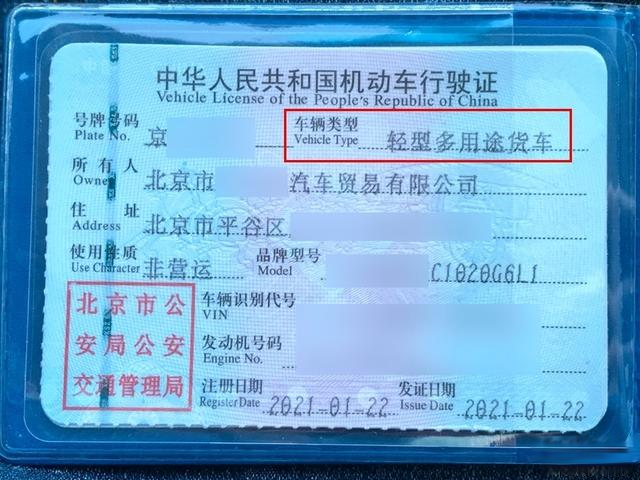 中华人民共和国机动车行驶证
Vehicle License of the People's Republic of China
号牌号码 京 车辆类型 轻型多用途货车
Plate No. Vehicle Type
所有人 北京市 汽车贸易有限公司
Owner
住址 北京市平谷区
Address
使用性质 非营运 品牌型号 C1020G6L1
Use Character Model
北京市公
安局公安
交通管理局
车辆识别代号
VIN
发动机号码
Engine No.
注册日期 2021-01-22 发证日期 2021-01-22
Register Date Issue Date